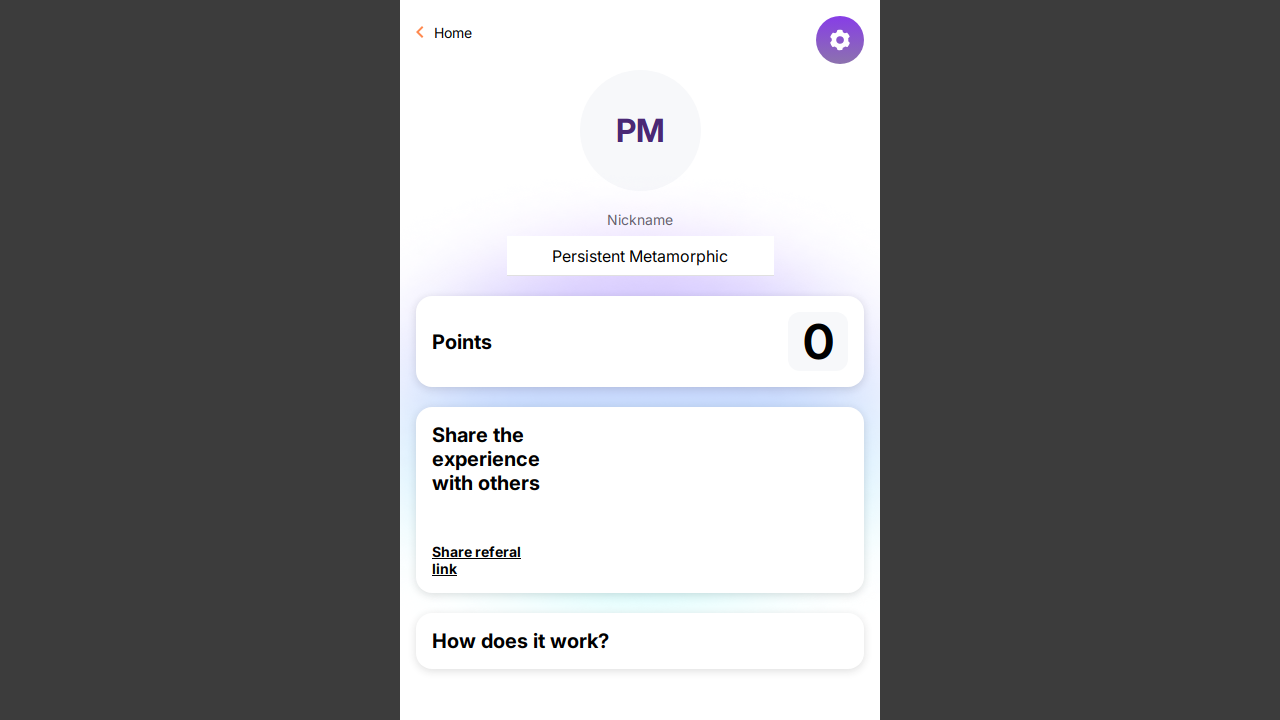 Home
PM
Nickname
Persistent Metamorphic
Points
0
Share the
experience
with others
Share referal
link
How does it work?